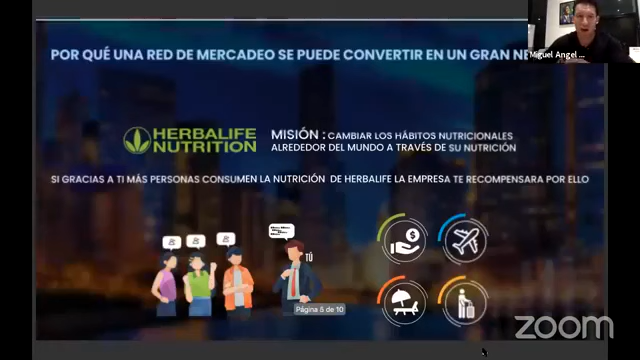 POR QUÉ UNA RED DE MERCADEO SE PUEDE CONVERTIR EN UN GRAN
Miguel Angel
HERBALIFE
NUTRITION
MISIÓN : CAMBIAR LOS HÁBITOS NUTRICIONALES
ALREDEDOR DEL MUNDO A TRAVÉS DE SU NUTRICIÓN
SI GRACIAS A TI MÁS PERSONAS CONSUMEN LA NUTRICIÓN DE HERBALIFE LA EMPRESA TE RECOMPENSARA POR ELLO
TÚ
Página 5 de 10
zoom